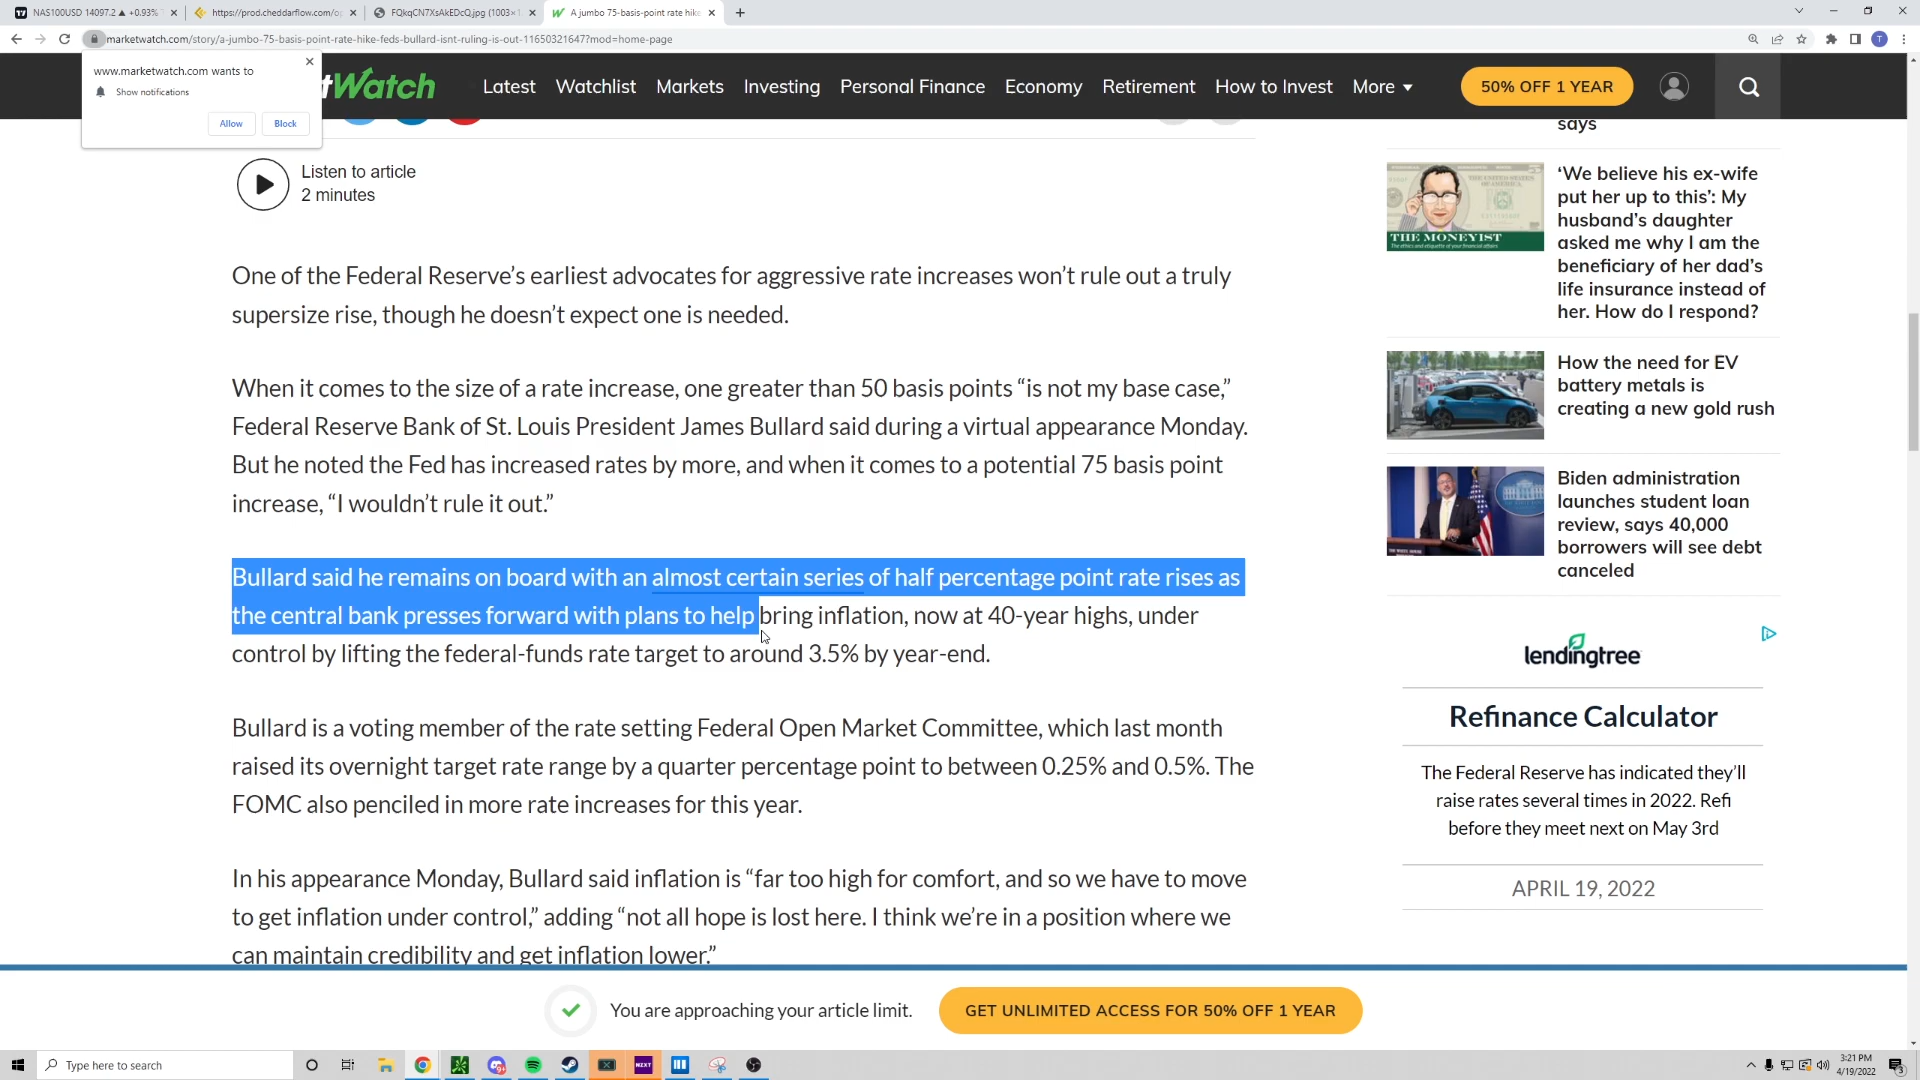 NAS100USD 14097.2 ▲ +0.93%
https://prod.cheddarflow.com/op
FQkqCN7XsAkEDcQ.jpg (1003×1
A jumbo 75-basis-point rate hike
marketwatch.com/story/a-jumbo-75-basis-point-rate-hike-feds-bullard-isnt-ruling-is-out-11650321647?mod=home-page
T
www.marketwatch.com wants to
Show notifications
Allow
Block
tWatch
Latest
Watchlist
Markets
Investing
Personal Finance
Economy
Retirement
How to Invest
More
50% OFF 1 YEAR
Listen to article
2 minutes
One of the Federal Reserve’s earliest advocates for aggressive rate increases won’t rule out a truly
supersize rise, though he doesn’t expect one is needed.
When it comes to the size of a rate increase, one greater than 50 basis points “is not my base case,”
Federal Reserve Bank of St. Louis President James Bullard said during a virtual appearance Monday.
But he noted the Fed has increased rates by more, and when it comes to a potential 75 basis point
increase, “I wouldn’t rule it out.”
Bullard said he remains on board with an almost certain series of half percentage point rate rises as
the central bank presses forward with plans to help bring inflation, now at 40-year highs, under
control by lifting the federal-funds rate target to around 3.5% by year-end.
Bullard is a voting member of the rate setting Federal Open Market Committee, which last month
raised its overnight target rate range by a quarter percentage point to between 0.25% and 0.5%. The
FOMC also penciled in more rate increases for this year.
In his appearance Monday, Bullard said inflation is “far too high for comfort, and so we have to move
to get inflation under control,” adding “not all hope is lost here. I think we’re in a position where we
can maintain credibility and get inflation lower.”
says
THE MONEYIST
The ethics and etiquette of your financial affairs
‘We believe his ex-wife
put her up to this’: My
husband’s daughter
asked me why I am the
beneficiary of her dad’s
life insurance instead of
her. How do I respond?
How the need for EV
battery metals is
creating a new gold rush
Biden administration
launches student loan
review, says 40,000
borrowers will see debt
canceled
lendingtree
Refinance Calculator
The Federal Reserve has indicated they’ll
raise rates several times in 2022. Refi
before they meet next on May 3rd
APRIL 19, 2022
You are approaching your article limit.
GET UNLIMITED ACCESS FOR 50% OFF 1 YEAR
Type here to search
NZXT
3:21 PM
4/19/2022
3